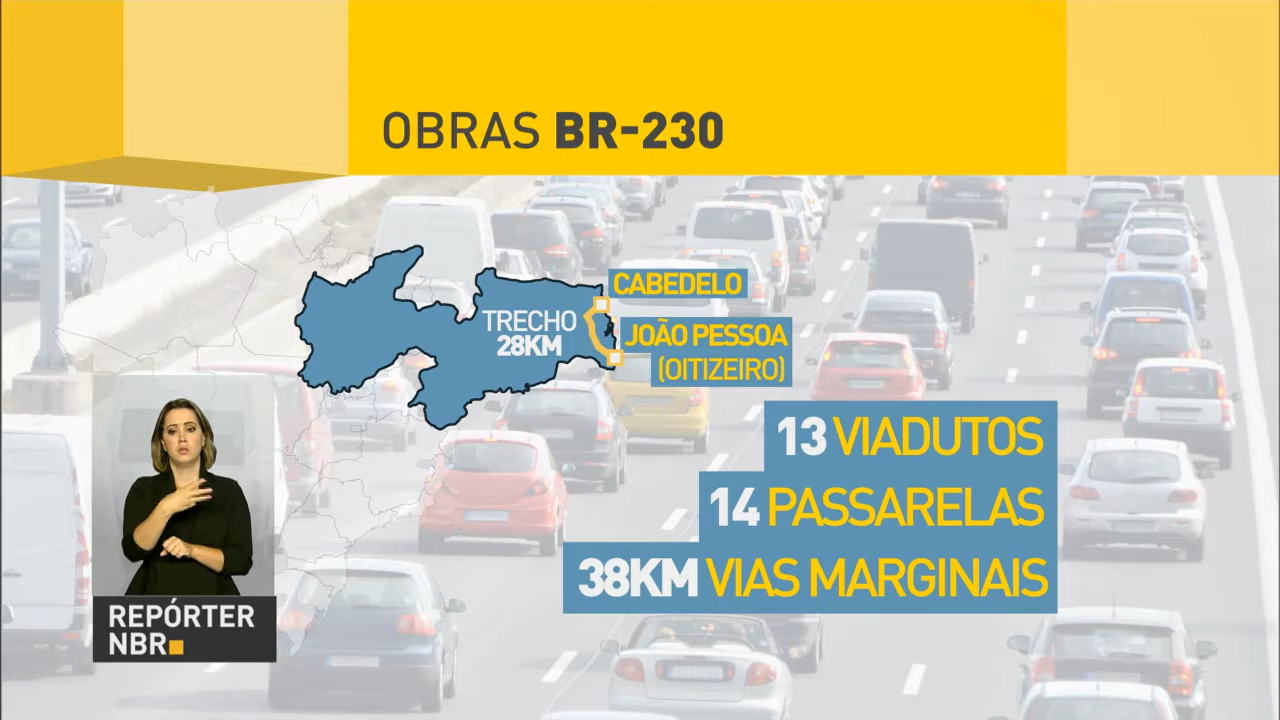 OBRAS BR-230
CABEDELO
TRECHO
28KM
JOÃO PESSOA
(OITIZEIRO)
13 VIADUTOS
14 PASSARELAS
38KM VIAS MARGINAIS
REPÓRTER
NBR